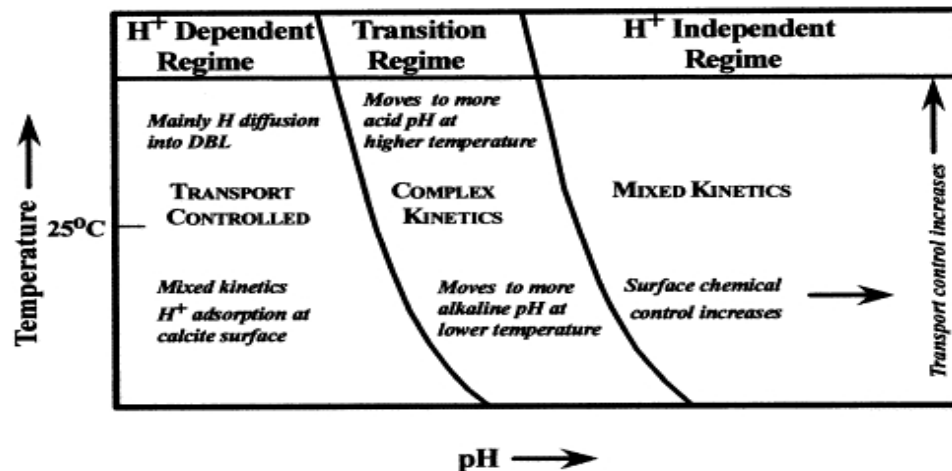 H+ Dependent
Regime
Transition
Regime
H+ Independent
Regime
Mainly H diffusion
into DBL
Moves to more
acid pH at
higher temperature
TRANSPORT
CONTROLLED
COMPLEX
KINETICS
MIXED KINETICS
25°C
Mixed kinetics
H+ adsorption at
calcite surface
Moves to more
alkaline pH at
lower temperature
Surface chemical
control increases
Temperature
Transport control increases
pH